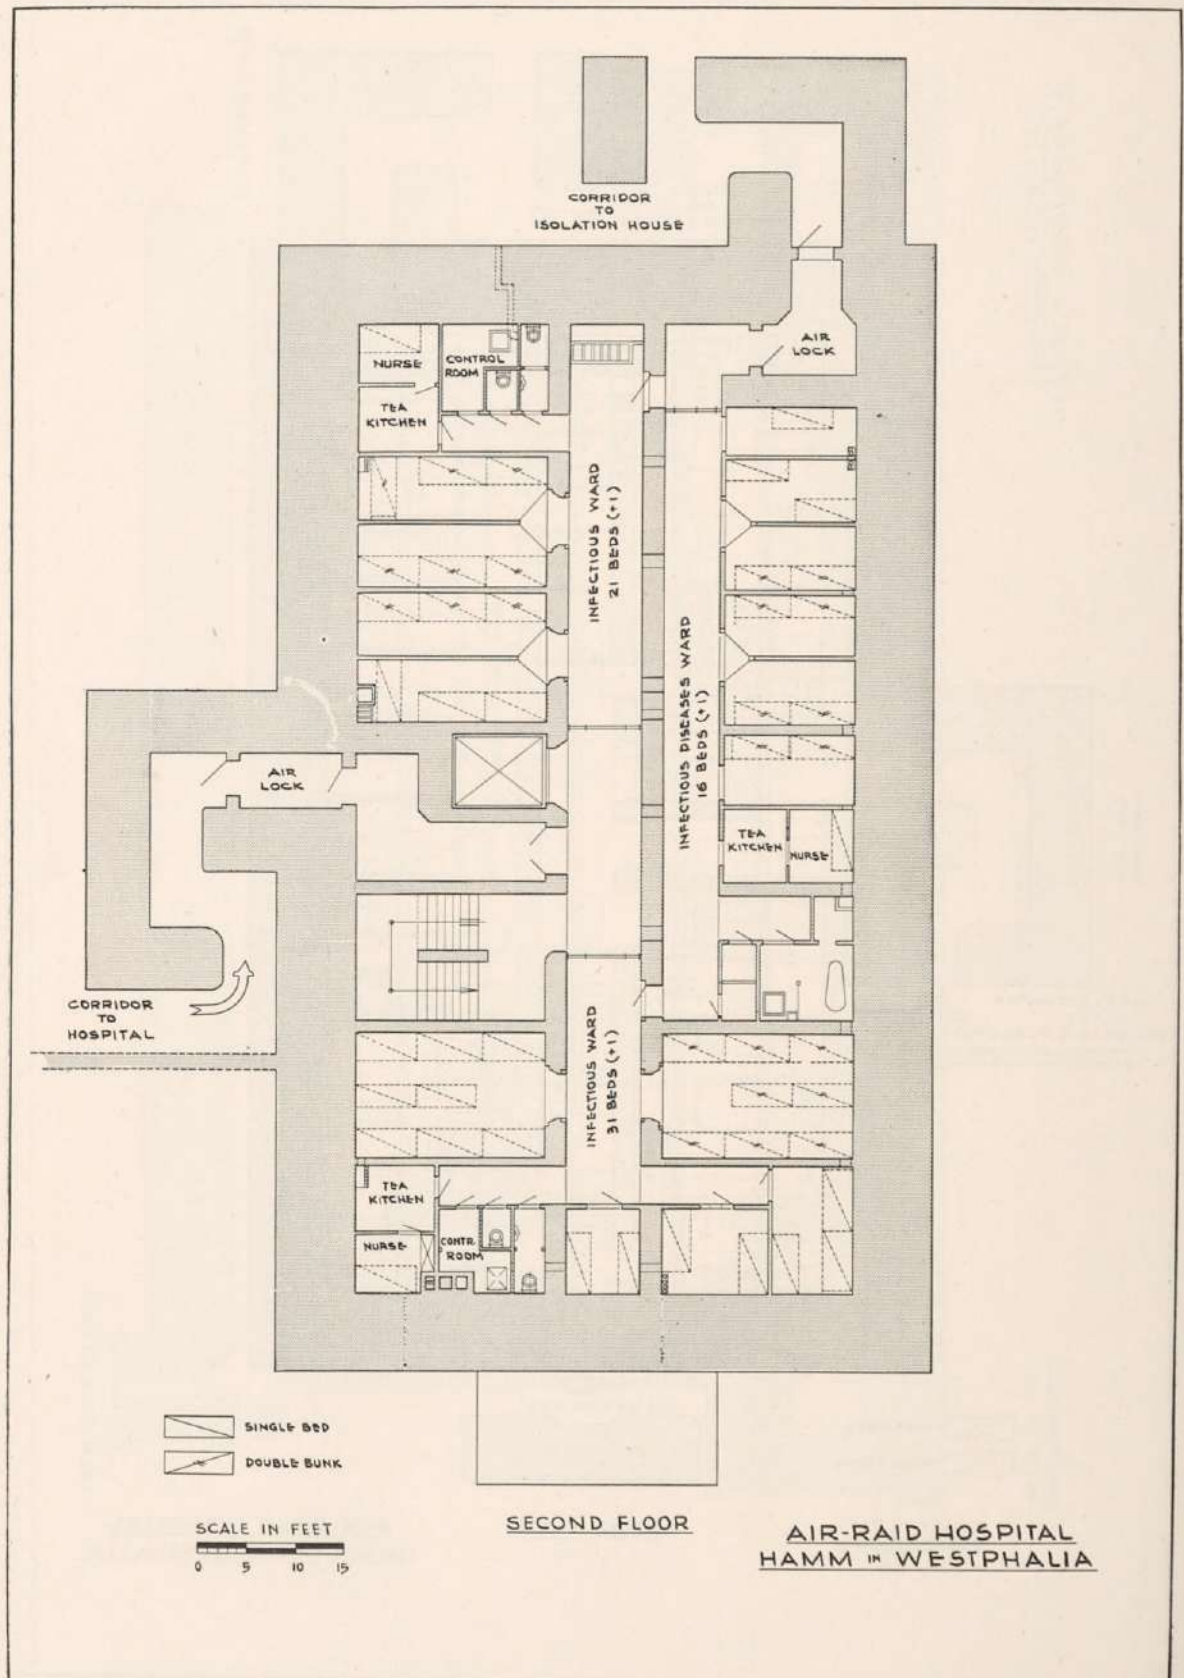 CORRIDOR
TO
ISOLATION HOUSE
AIR
LOCK
NURSE
CONTROL
ROOM
TEA
KITCHEN
INFECTIOUS WARD
21 BEDS (+1)
INFECTIOUS DISEASES WARD
16 BEDS (+1)
AIR
LOCK
TEA
KITCHEN
NURSE
CORRIDOR
TO
HOSPITAL
INFECTIOUS WARD
31 BEDS (+1)
TEA
KITCHEN
NURSE
CONTR.
ROOM
SINGLE BED
DOUBLE BUNK
SCALE IN FEET
0 5 10 15
SECOND FLOOR
AIR-RAID HOSPITAL
HAMM IN WESTPHALIA